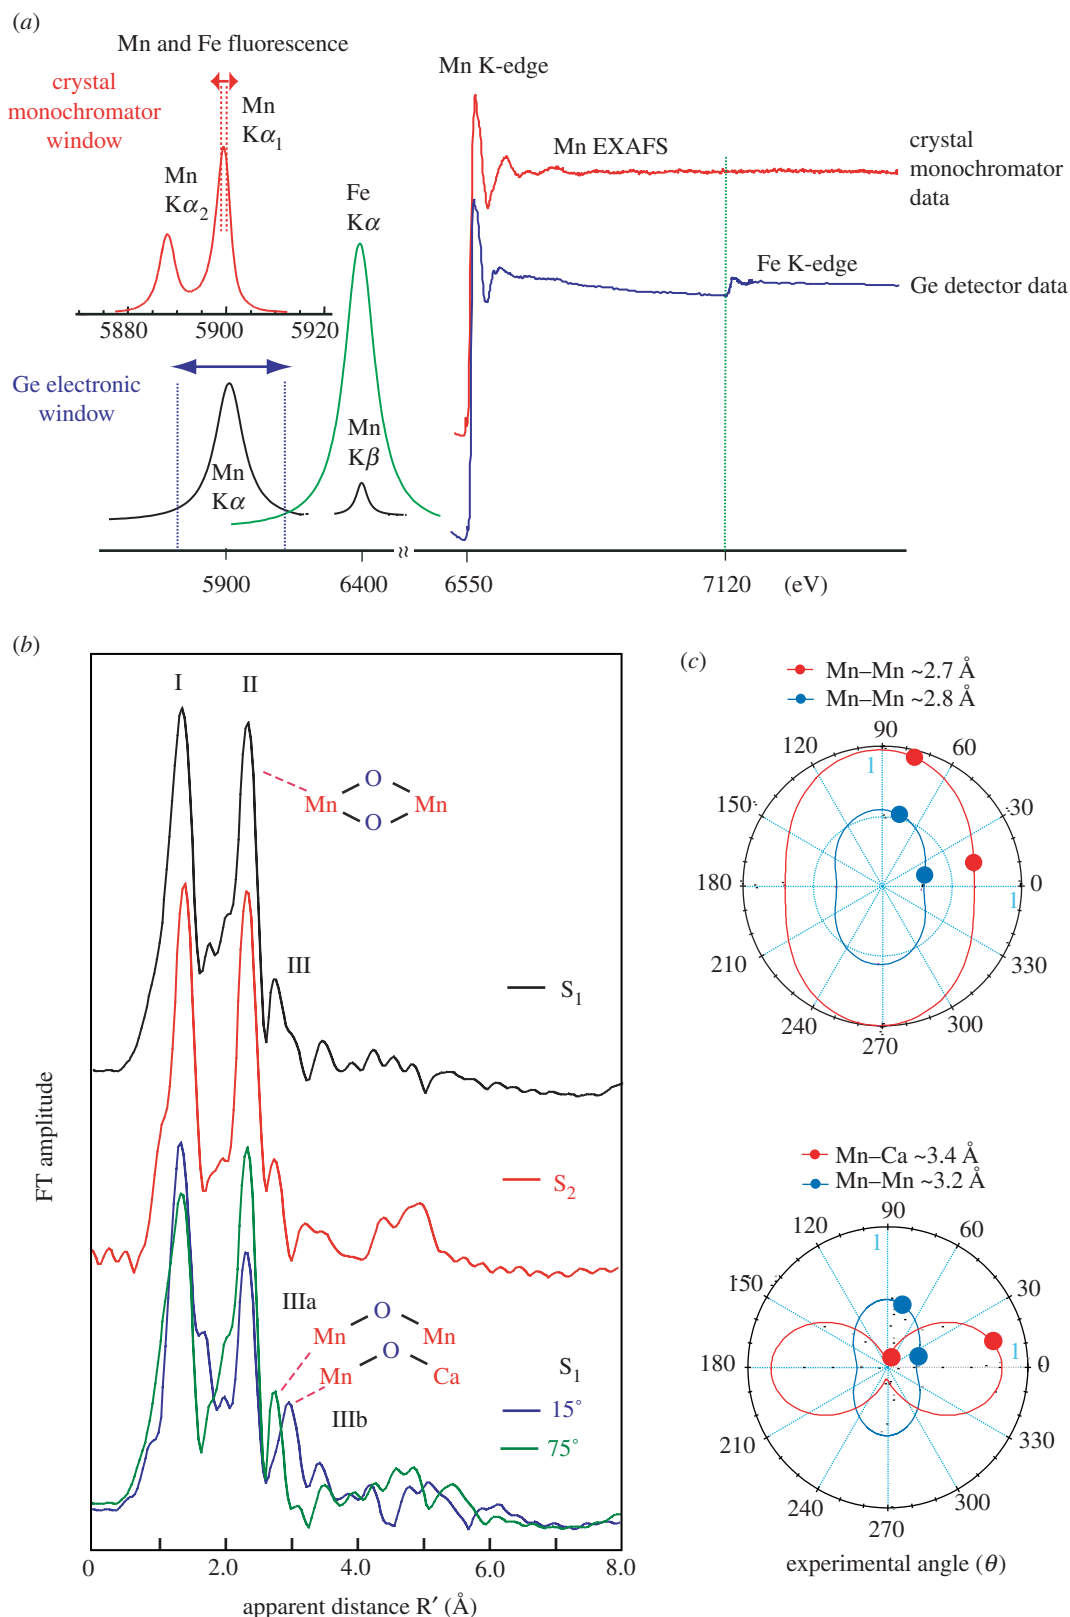 (a)
Mn and Fe fluorescence
crystal
monochromator
window
Mn
Kα1
Mn
Kα2
5880 5900 5920
Fe
Kα
Mn K-edge
Mn EXAFS
crystal
monochromator
data
Fe K-edge
Ge detector data
Ge electronic
window
Mn
Kα
Mn
Kβ
5900 6400 6550 7120 (eV)
(b)
I II
O
Mn Mn
O
III
S1
S2
IIIa
O
Mn Mn
O
Mn Ca
IIIb
S1
15°
75°
FT amplitude
0 2.0 4.0 6.0 8.0
apparent distance R′ (Å)
(c)
Mn–Mn ~2.7 Å
Mn–Mn ~2.8 Å
90
120 60
1
150 30
180 0
1
210 330
240 300
270
Mn–Ca ~3.4 Å
Mn–Mn ~3.2 Å
90
120 60
1
150 30
180 0
1
210 330
240 300
270
experimental angle (θ)